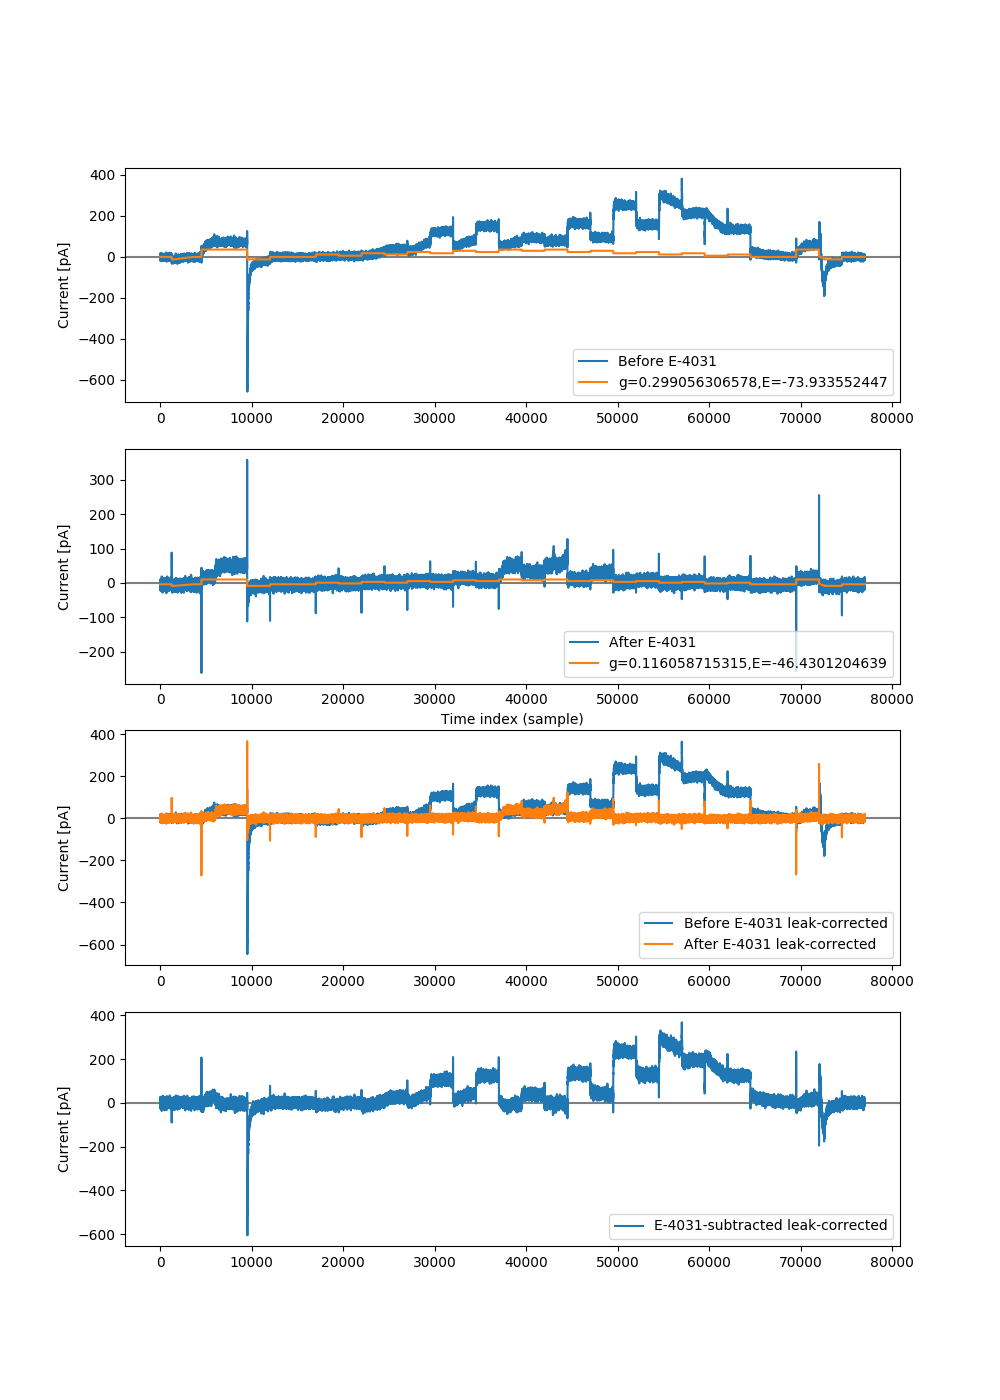 400
200
0
−200
−400
−600
Current [pA]
Before E-4031
g=0.299056306578,E=-73.933552447
0 10000 20000 30000 40000 50000 60000 70000 80000
300
200
100
0
−100
−200
Current [pA]
After E-4031
g=0.116058715315,E=-46.4301204639
0 10000 20000 30000 40000 50000 60000 70000 80000
Time index (sample)
400
200
0
−200
−400
−600
Current [pA]
Before E-4031 leak-corrected
After E-4031 leak-corrected
0 10000 20000 30000 40000 50000 60000 70000 80000
400
200
0
−200
−400
−600
Current [pA]
E-4031-subtracted leak-corrected
0 10000 20000 30000 40000 50000 60000 70000 80000